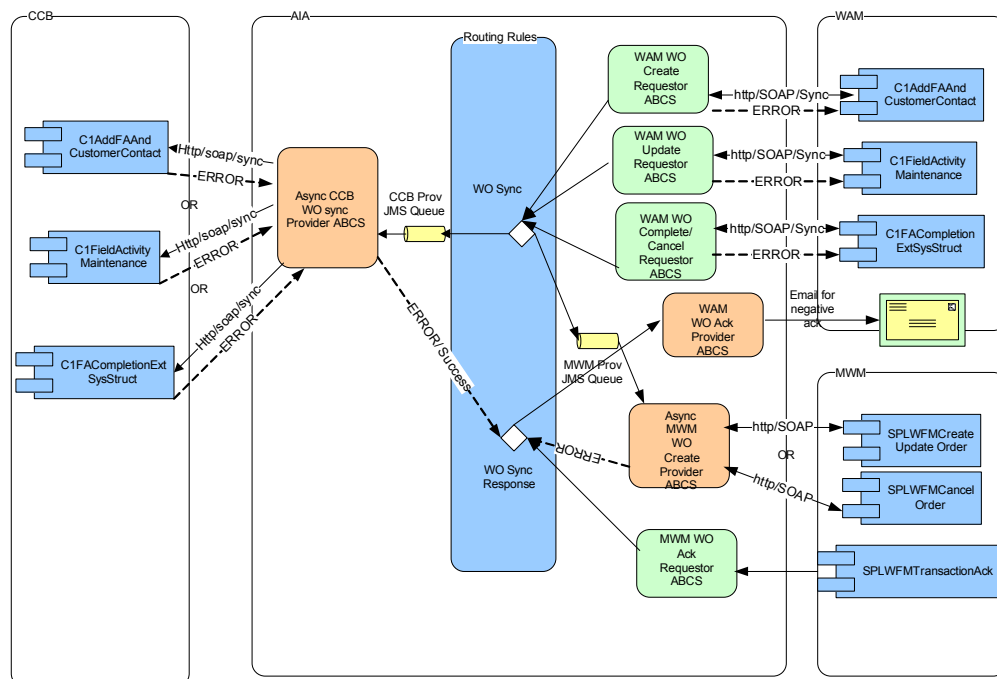 CCB
AIA
WAM
Routing Rules
C1AddFAAnd
CustomerContact
Http/soap/sync
ERROR
OR
C1FieldActivity
Maintenance
Http/soap/sync
ERROR
OR
C1FACompletionExt
SysStruct
Http/soap/sync
ERROR
Async CCB
WO sync
Provider ABCS
CCB Prov
JMS Queue
WO Sync
ERROR/ Success
WO Sync
Response
WAM WO
Create
Requestor
ABCS
http/SOAP/Sync
ERROR
C1AddFAAnd
CustomerContact
WAM WO
Update
Requestor
ABCS
http/SOAP/Sync
ERROR
C1FieldActivity
Maintenance
WAM WO
Complete/
Cancel
Requestor
ABCS
http/SOAP/Sync
ERROR
C1FACompletion
ExtSysStruct
WAM
WO Ack
Provider
ABCS
Email for
negative
ack
MWM Prov
JMS Queue
MWM
Async
MWM
WO
Create
Provider
ABCS
ERROR
http/SOAP
OR
http/SOAP
SPLWFMCreate
Update Order
SPLWFMCancel
Order
MWM WO
Ack
Requestor
ABCS
SPLWFMTransactionAck